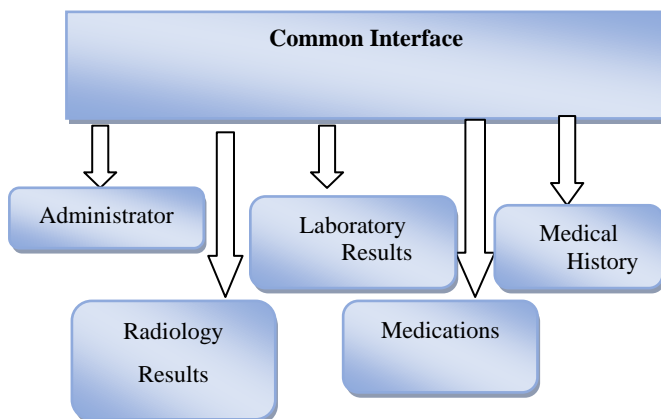 Common Interface
Administrator
Laboratory
Results
Medical
History
Radiology
Results
Medications